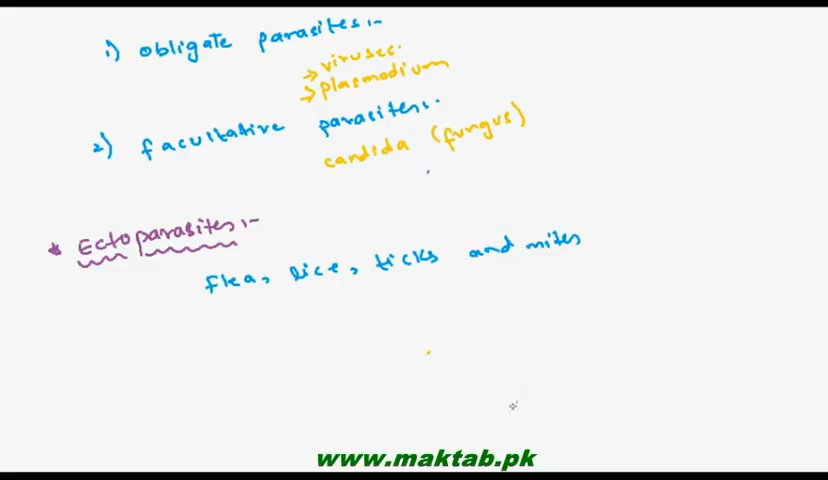 1) obligate parasites:-
→ viruses.
→ plasmodium
2) facultative parasites:.
candida (fungus)
* Ectoparasites:-
flea, lice, ticks and mites
www.maktab.pk